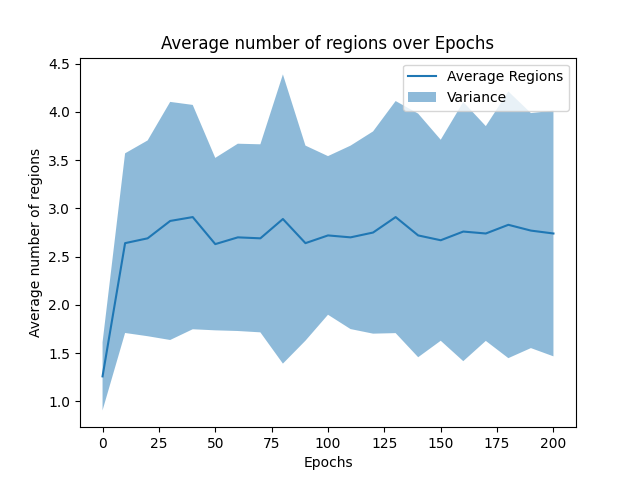 Average number of regions over Epochs
Average number of regions
4.5
4.0
3.5
3.0
2.5
2.0
1.5
1.0
Average Regions
Variance
0 25 50 75 100 125 150 175 200
Epochs